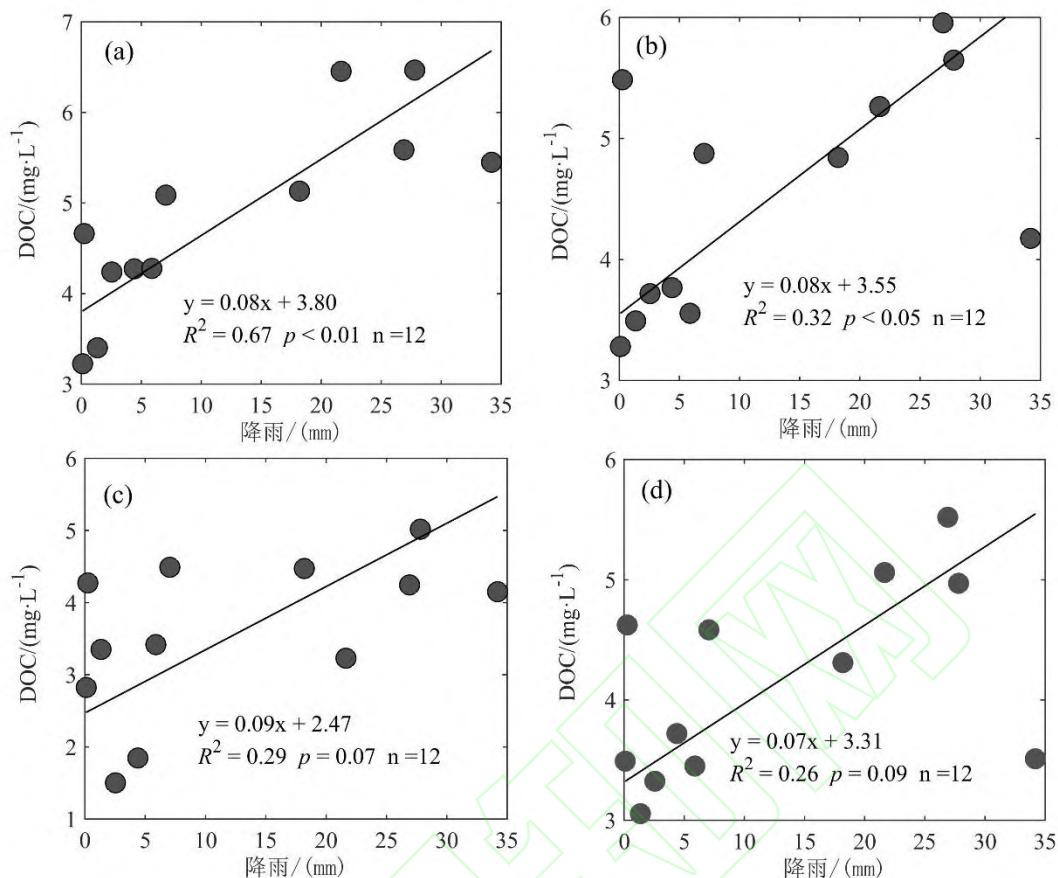 (a)
7
6
5
4
3
DOC/(mg·L⁻¹)
y = 0.08x + 3.80
R² = 0.67 p < 0.01 n =12
0 5 10 15 20 25 30 35
降雨/(mm)
(b)
6
5
4
3
DOC/(mg·L⁻¹)
y = 0.08x + 3.55
R² = 0.32 p < 0.05 n =12
0 5 10 15 20 25 30 35
降雨/(mm)
(c)
6
5
4
3
2
1
DOC/(mg·L⁻¹)
y = 0.09x + 2.47
R² = 0.29 p = 0.07 n =12
0 5 10 15 20 25 30 35
降雨/(mm)
(d)
6
5
4
3
DOC/(mg·L⁻¹)
y = 0.07x + 3.31
R² = 0.26 p = 0.09 n =12
0 5 10 15 20 25 30 35
降雨/(mm)